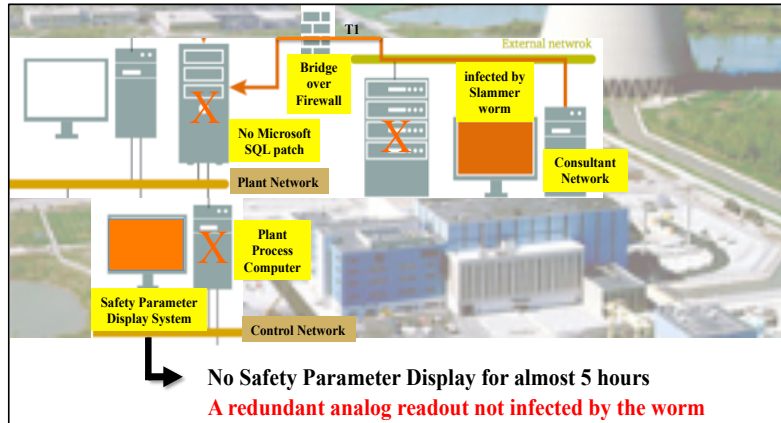 T1
External netwrok
Bridge
over
Firewall
infected by
Slammer
worm
X
X
No Microsoft
SQL patch
Consultant
Network
Plant Network
X
Plant
Process
Computer
Safety Parameter
Display System
Control Network
No Safety Parameter Display for almost 5 hours
A redundant analog readout not infected by the worm